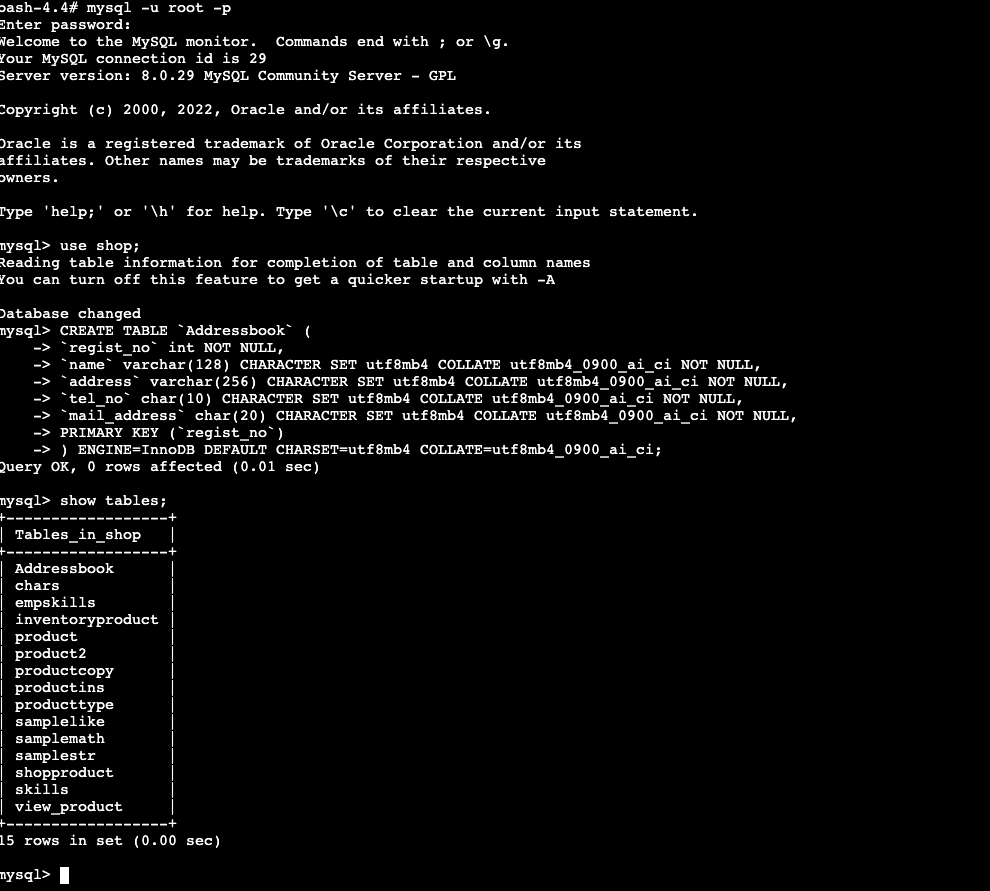 bash-4.4# mysql -u root -p
Enter password:
Welcome to the MySQL monitor.  Commands end with ; or \g.
Your MySQL connection id is 29
Server version: 8.0.29 MySQL Community Server - GPL

Copyright (c) 2000, 2022, Oracle and/or its affiliates.

Oracle is a registered trademark of Oracle Corporation and/or its
affiliates. Other names may be trademarks of their respective
owners.

Type 'help;' or '\h' for help. Type '\c' to clear the current input statement.

mysql> use shop;
Reading table information for completion of table and column names
You can turn off this feature to get a quicker startup with -A

Database changed
mysql> CREATE TABLE `Addressbook` (
    -> `regist_no` int NOT NULL,
    -> `name` varchar(128) CHARACTER SET utf8mb4 COLLATE utf8mb4_0900_ai_ci NOT NULL,
    -> `address` varchar(256) CHARACTER SET utf8mb4 COLLATE utf8mb4_0900_ai_ci NOT NULL,
    -> `tel_no` char(10) CHARACTER SET utf8mb4 COLLATE utf8mb4_0900_ai_ci NOT NULL,
    -> `mail_address` char(20) CHARACTER SET utf8mb4 COLLATE utf8mb4_0900_ai_ci NOT NULL,
    -> PRIMARY KEY (`regist_no`)
    -> ) ENGINE=InnoDB DEFAULT CHARSET=utf8mb4 COLLATE=utf8mb4_0900_ai_ci;
Query OK, 0 rows affected (0.01 sec)

mysql> show tables;
+------------------+
| Tables_in_shop   |
+------------------+
| Addressbook      |
| chars            |
| empskills        |
| inventoryproduct |
| product          |
| product2         |
| productcopy      |
| productins       |
| producttype      |
| samplelike       |
| samplemath       |
| samplestr        |
| shopproduct      |
| skills           |
| view_product     |
+------------------+
15 rows in set (0.00 sec)

mysql>